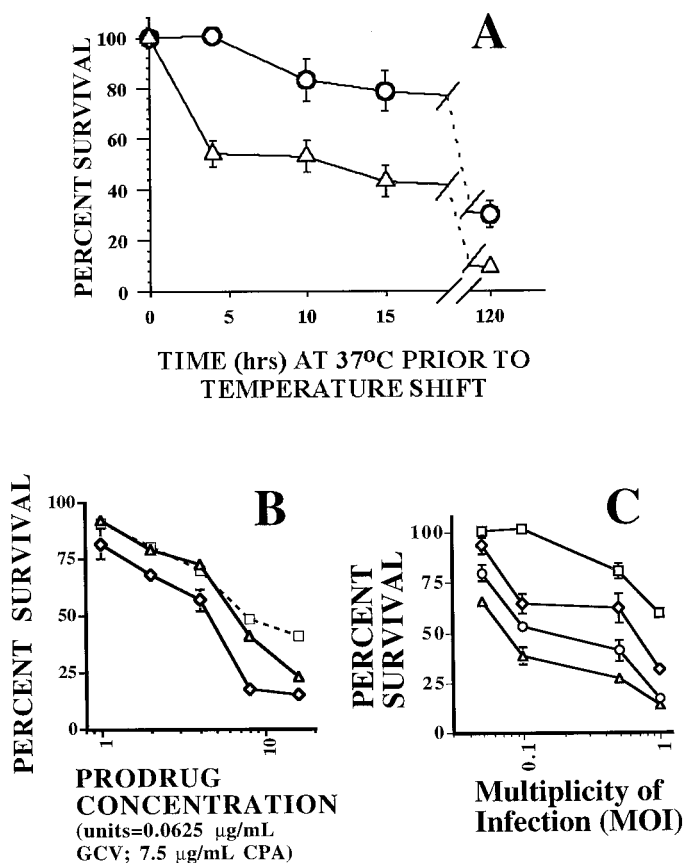 A
PERCENT SURVIVAL
100
80
60
40
20
0
0 5 10 15 120
TIME (hrs) AT 37ºC PRIOR TO
TEMPERATURE SHIFT
B
PERCENT SURVIVAL
100
75
50
25
0
1 10
PRODRUG
CONCENTRATION
(units=0.0625 µg/mL
GCV; 7.5 µg/mL CPA)
C
PERCENT
SURVIVAL
100
75
50
25
0
0.1 1
Multiplicity of
Infection (MOI)